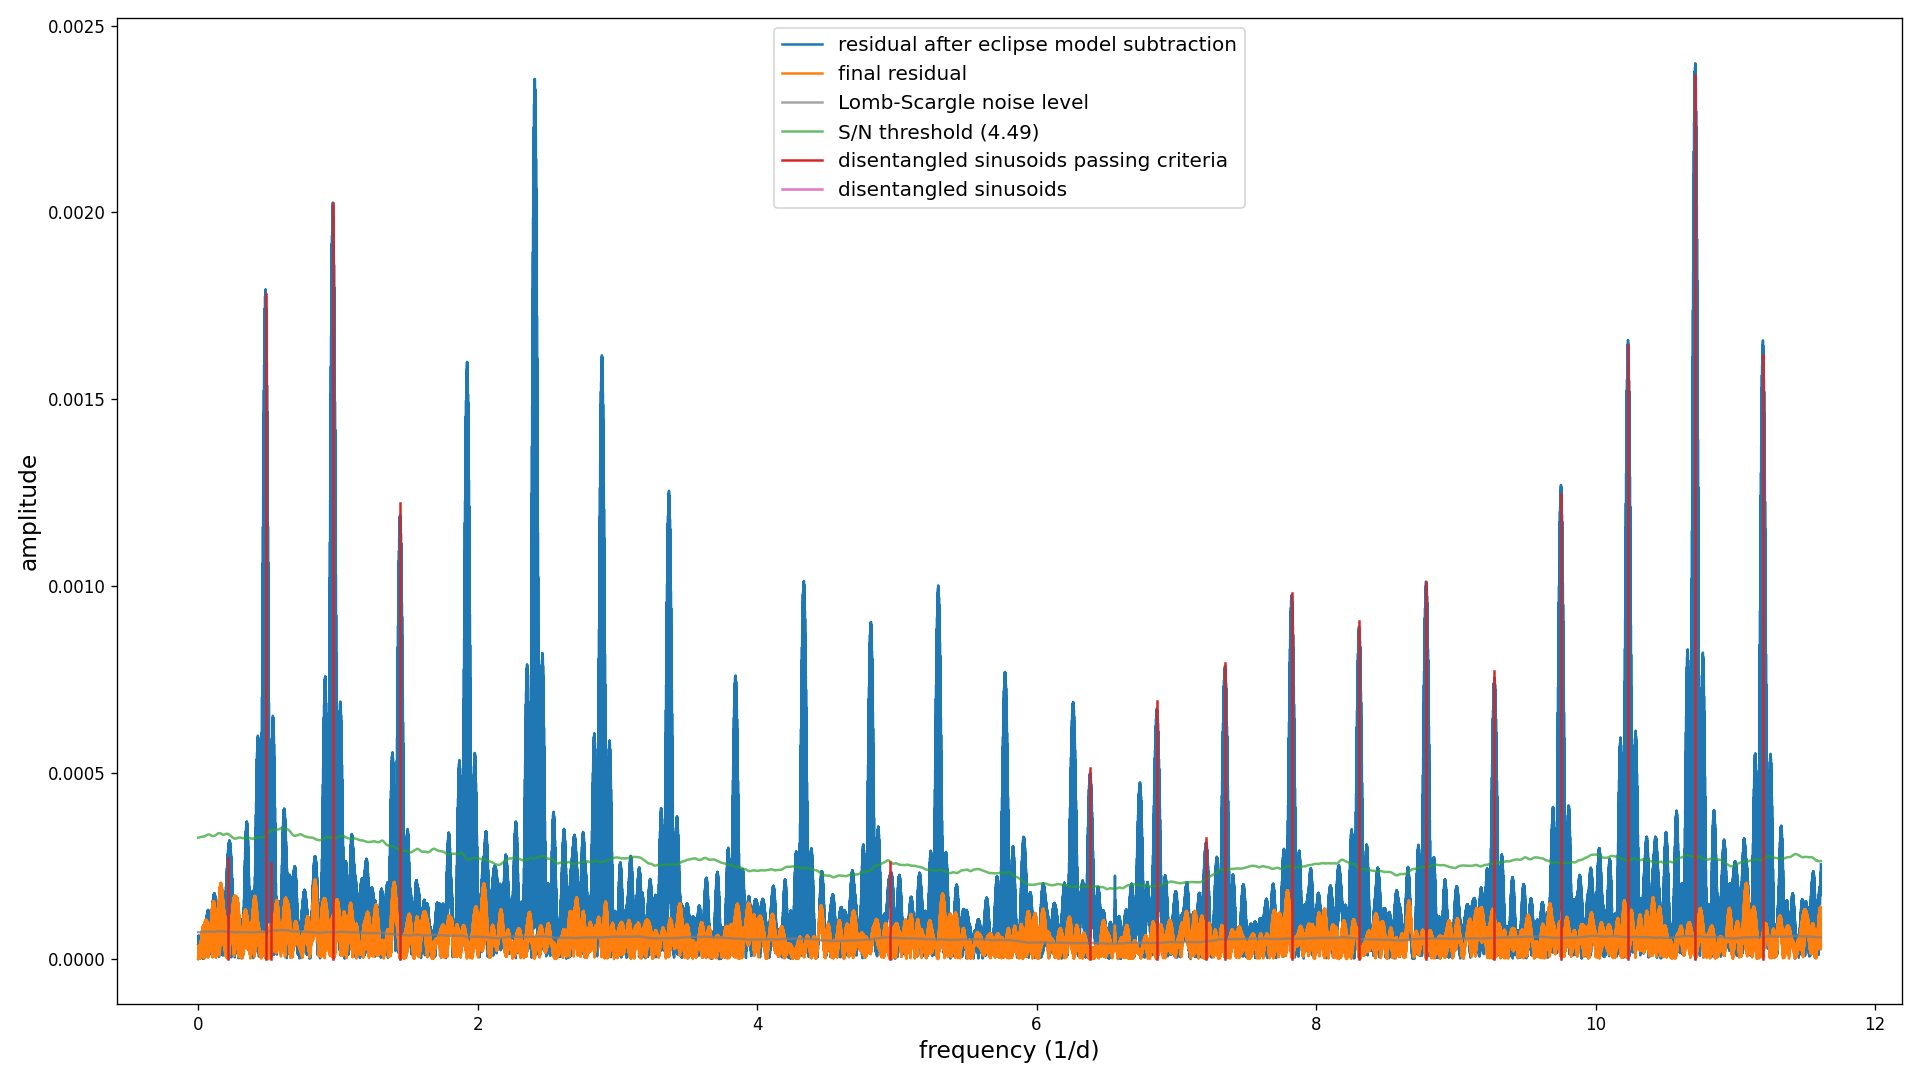 0.0025
0.0020
0.0015
0.0010
0.0005
0.0000
amplitude
residual after eclipse model subtraction
final residual
Lomb-Scargle noise level
S/N threshold (4.49)
disentangled sinusoids passing criteria
disentangled sinusoids
0 2 4 6 8 10 12
frequency (1/d)